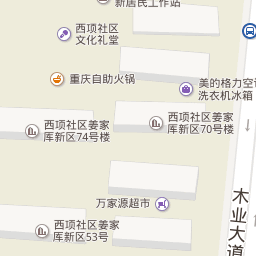 新居民工作站
西项社区
文化礼堂
重庆自助火锅
美的格力空
洗衣机冰箱
西项社区姜家
库新区74号楼
西项社区姜家
库新区70号楼
万家源超市
西项社区姜家
库新区53号
木业大道